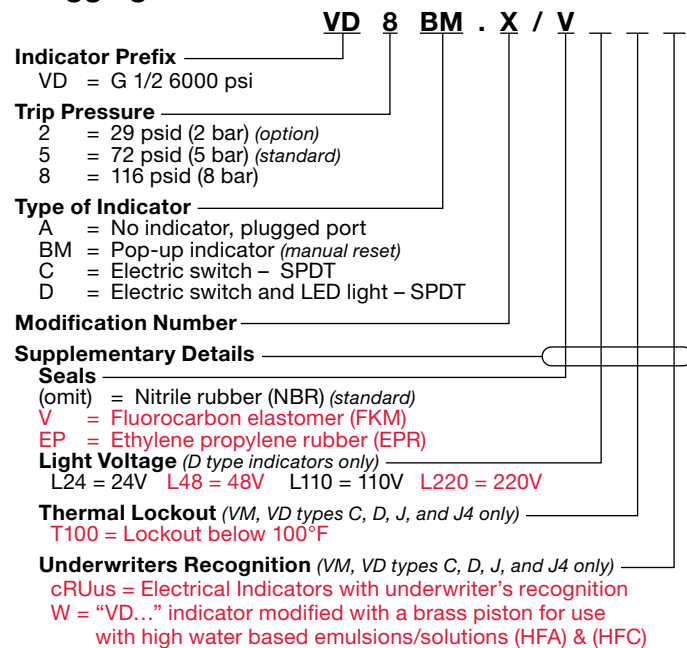 VD 8 BM . X / V _ _ _
Indicator Prefix
VD = G 1/2 6000 psi
Trip Pressure
2 = 29 psid (2 bar) (option)
5 = 72 psid (5 bar) (standard)
8 = 116 psid (8 bar)
Type of Indicator
A = No indicator, plugged port
BM = Pop-up indicator (manual reset)
C = Electric switch – SPDT
D = Electric switch and LED light – SPDT
Modification Number
Supplementary Details
Seals
(omit) = Nitrile rubber (NBR) (standard)
V = Fluorocarbon elastomer (FKM)
EP = Ethylene propylene rubber (EPR)
Light Voltage (D type indicators only)
L24 = 24V L48 = 48V L110 = 110V L220 = 220V
Thermal Lockout (VM, VD types C, D, J, and J4 only)
T100 = Lockout below 100°F
Underwriters Recognition (VM, VD types C, D, J, and J4 only)
cRUus = Electrical Indicators with underwriter's recognition
W = “VD…” indicator modified with a brass piston for use
with high water based emulsions/solutions (HFA) & (HFC)